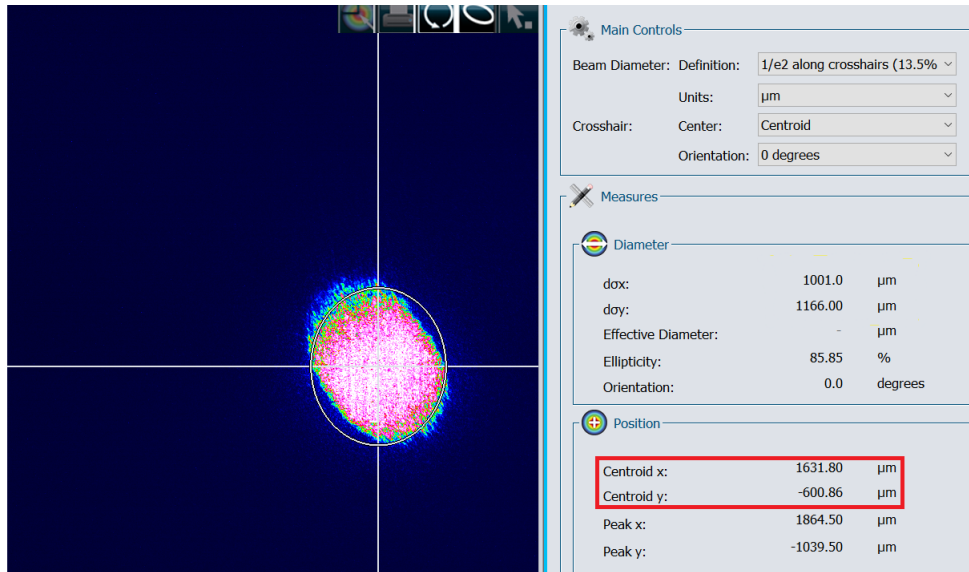 Main Controls
Beam Diameter: Definition: 1/e2 along crosshairs (13.5%
Units: µm
Crosshair: Center: Centroid
Orientation: 0 degrees
Measures
Diameter
dσx: 1001.0 µm
dσy: 1166.00 µm
Effective Diameter: - µm
Ellipticity: 85.85 %
Orientation: 0.0 degrees
Position
Centroid x: 1631.80 µm
Centroid y: -600.86 µm
Peak x: 1864.50 µm
Peak y: -1039.50 µm